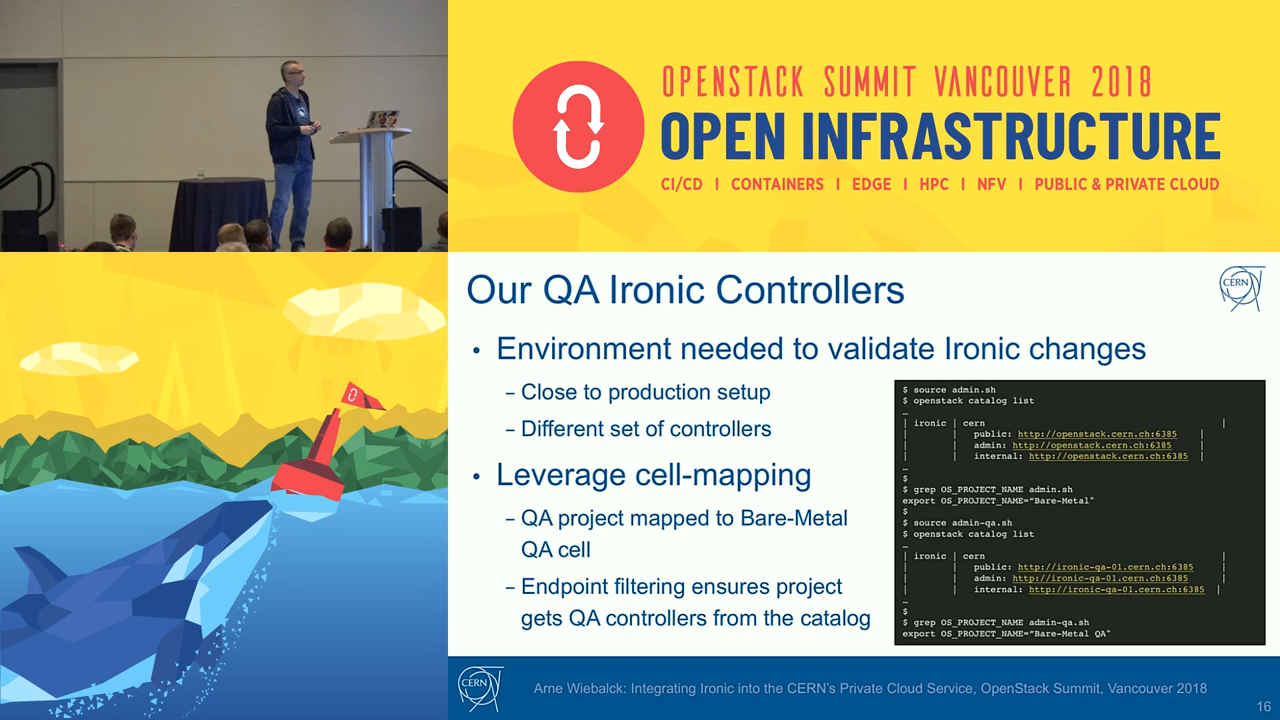 OPENSTACK SUMMIT VANCOUVER 2018
OPEN INFRASTRUCTURE
CI/CD | CONTAINERS | EDGE | HPC | NFV | PUBLIC & PRIVATE CLOUD
Our QA Ironic Controllers
CERN
• Environment needed to validate Ironic changes
– Close to production setup
– Different set of controllers
• Leverage cell-mapping
– QA project mapped to Bare-Metal
QA cell
– Endpoint filtering ensures project
gets QA controllers from the catalog
$ source admin.sh
$ openstack catalog list
…
| ironic | cern |
| | public: http://openstack.cern.ch:6385 |
| | admin: http://openstack.cern.ch:6385 |
| | internal: http://openstack.cern.ch:6385 |
…
$
$ grep OS_PROJECT_NAME admin.sh
export OS_PROJECT_NAME="Bare-Metal"
$
$ source admin-qa.sh
$ openstack catalog list
…
| ironic | cern |
| | public: http://ironic-qa-01.cern.ch:6385 |
| | admin: http://ironic-qa-01.cern.ch:6385 |
| | internal: http://ironic-qa-01.cern.ch:6385 |
…
$
$ grep OS_PROJECT_NAME admin-qa.sh
export OS_PROJECT_NAME="Bare-Metal QA"
CERN
Arne Wiebalck: Integrating Ironic into the CERN's Private Cloud Service, OpenStack Summit, Vancouver 2018
16